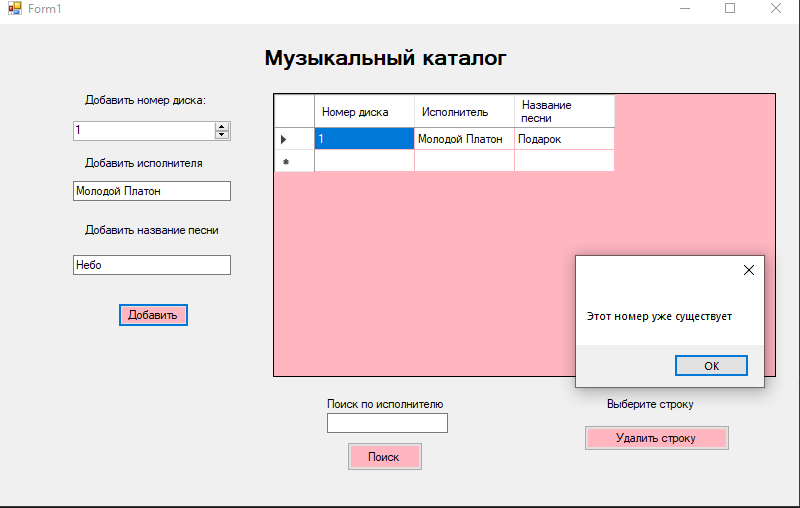 Form1
Музыкальный каталог
Добавить номер диска:
1
Добавить исполнителя
Молодой Платон
Добавить название песни
Небо
Добавить
Номер диска Исполнитель Название песни
1 Молодой Платон Подарок
Этот номер уже существует
OK
Поиск по исполнителю
Поиск
Выберите строку
Удалить строку